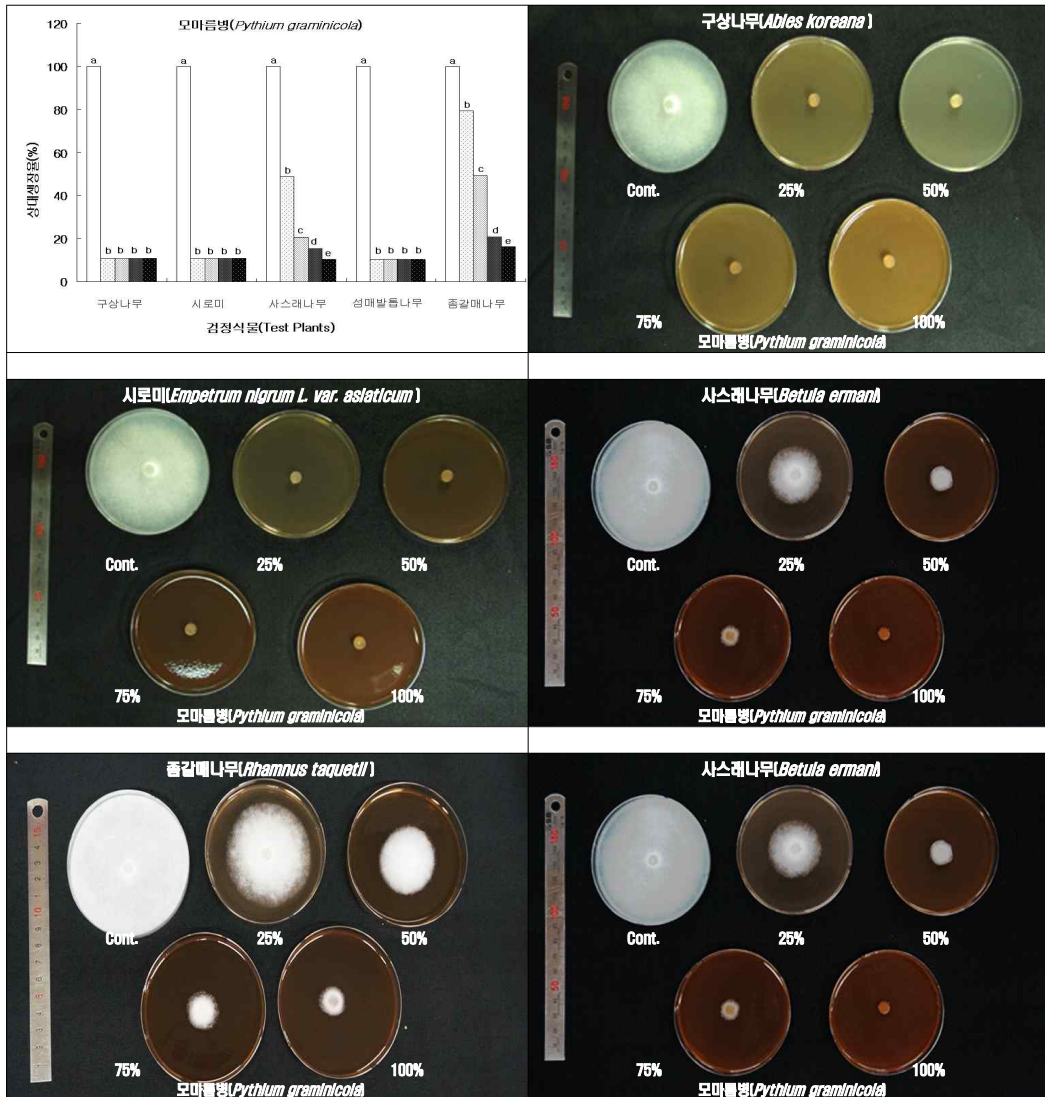 모마름병(Pythium graminicola)
120
100
80
60
40
20
0
상대생장율(%)
a a a a a
b
b
c
c
d
d
e
e
b b b b
b b b b
b b b b
구상나무 시로미 사스래나무 섬매발톱나무 좀갈매나무
검정식물(Test Plants)
구상나무(Abies koreana)
Cont. 25% 50%
75% 100%
모마름병(Pythium graminicola)
시로미(Empetrum nigrum L. var. asiaticum)
Cont. 25% 50%
75% 100%
모마름병(Pythium graminicola)
사스래나무(Betula ermani)
Cont. 25% 50%
75% 100%
모마름병(Pythium graminicola)
좀갈매나무(Rhamnus taquetii)
Cont. 25% 50%
75% 100%
모마름병(Pythium graminicola)
사스래나무(Betula ermani)
Cont. 25% 50%
75% 100%
모마름병(Pythium graminicola)